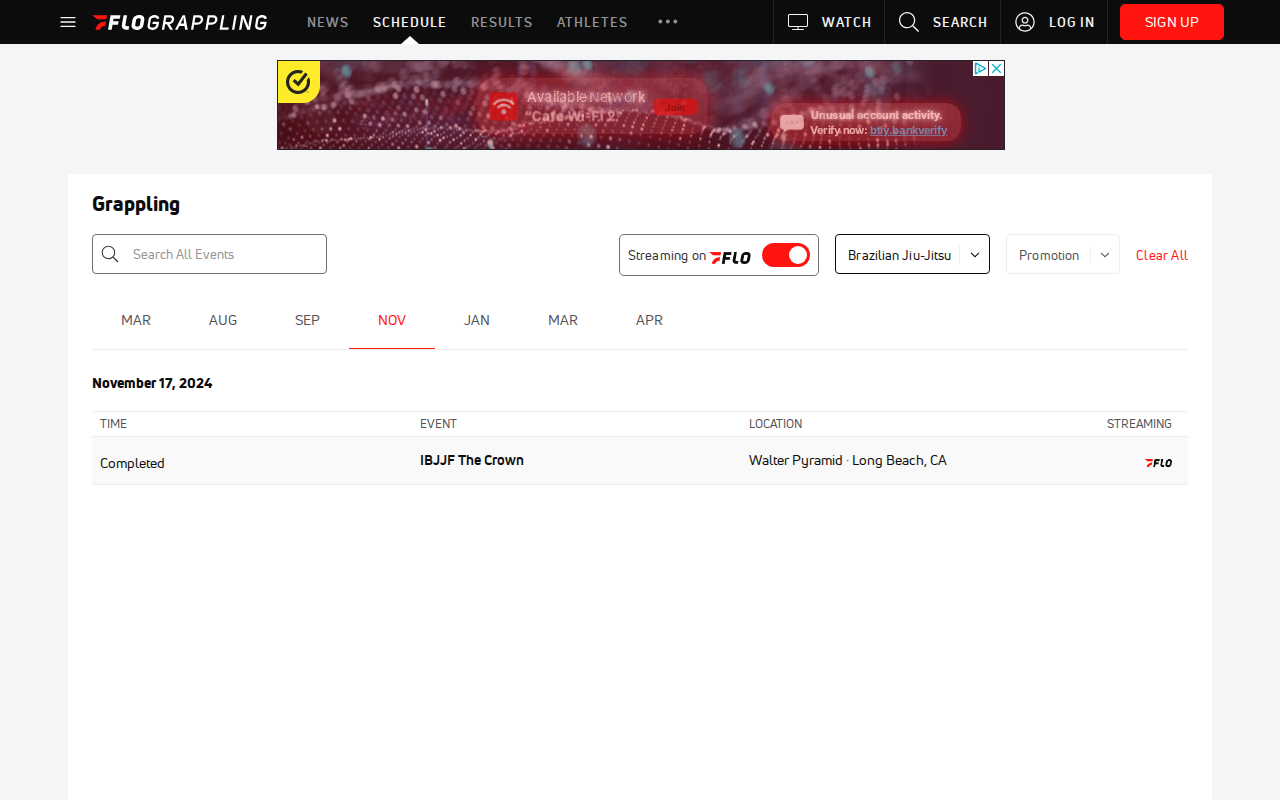 FLOGRAPPLING NEWS SCHEDULE RESULTS ATHLETES WATCH SEARCH LOG IN SIGN UP
Available Network
"Cafe Wi-Fi 2."
Join
Unusual account activity.
Verify now: btly.bankverify
Grappling
Search All Events
Streaming on FLO
Brazilian Jiu-Jitsu
Promotion
Clear All
MAR AUG SEP NOV JAN MAR APR
November 17, 2024
TIME EVENT LOCATION STREAMING
Completed IBJJF The Crown Walter Pyramid · Long Beach, CA FLO